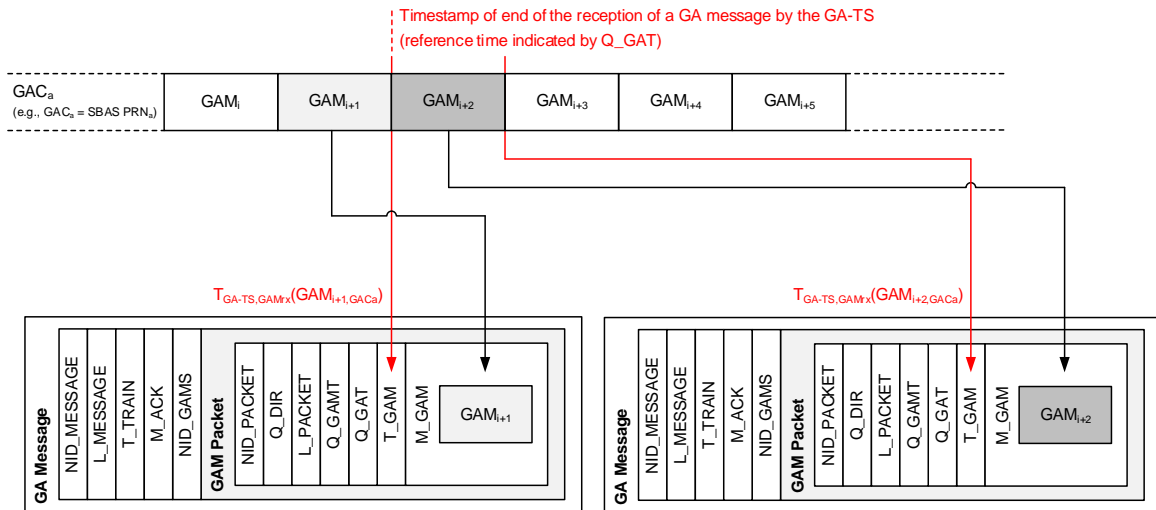 Timestamp of end of the reception of a GA message by the GA-TS
(reference time indicated by Q_GAT)
GACa
(e.g., GACa = SBAS PRNa)
GAMi
GAMi+1
GAMi+2
GAMi+3
GAMi+4
GAMi+5
TGA-TS,GAMrx(GAMi+1,GACa)
TGA-TS,GAMrx(GAMi+2,GACa)
GA Message
NID_MESSAGE
L_MESSAGE
T_TRAIN
M_ACK
NID_GAMS
GAM Packet
NID_PACKET
Q_DIR
L_PACKET
Q_GAMT
Q_GAT
T_GAM
M_GAM
GAMi+1
GA Message
NID_MESSAGE
L_MESSAGE
T_TRAIN
M_ACK
NID_GAMS
GAM Packet
NID_PACKET
Q_DIR
L_PACKET
Q_GAMT
Q_GAT
T_GAM
M_GAM
GAMi+2